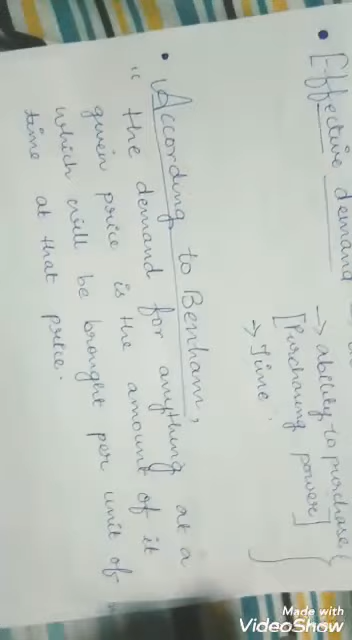 • Effective demand
→ ability to purchase
[Purchasing power]
→ Time.
• According to Benham,
" the demand for anything at a
given price is the amount of it
which will be brought per unit of
time at that price.
Made with
VideoShow